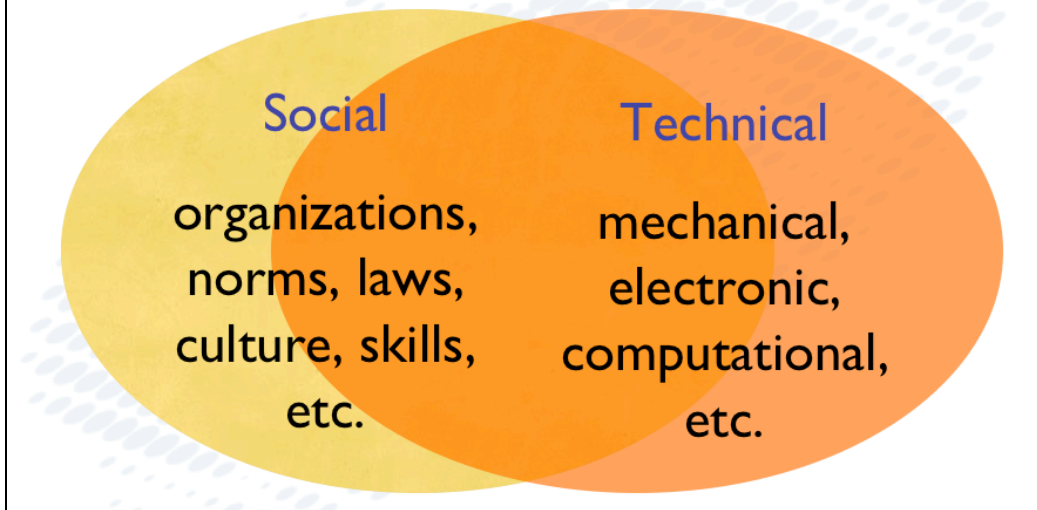 Social
organizations,
norms, laws,
culture, skills,
etc.
Technical
mechanical,
electronic,
computational,
etc.